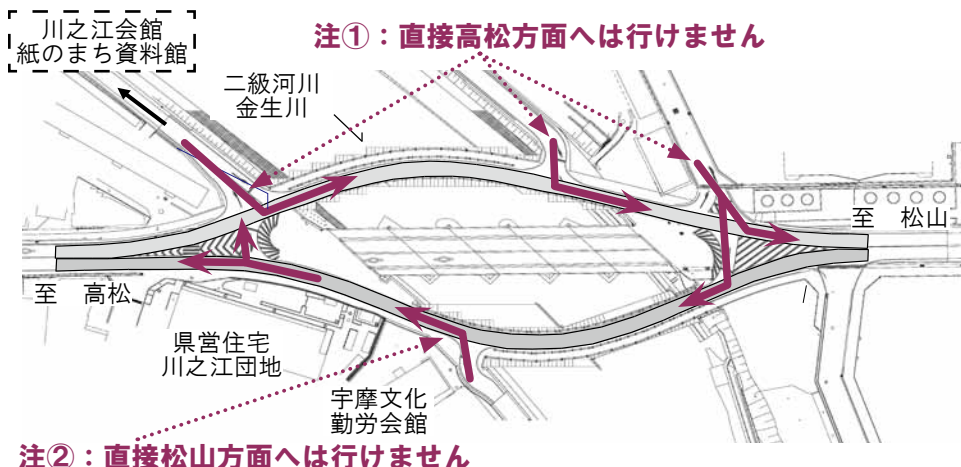 川之江会館
紙のまち資料館
注①：直接高松方面へは行けません
二級河川
金生川
至 松山
至 高松
県営住宅
川之江団地
宇摩文化
勤労会館
注②：直接松山方面へは行けません